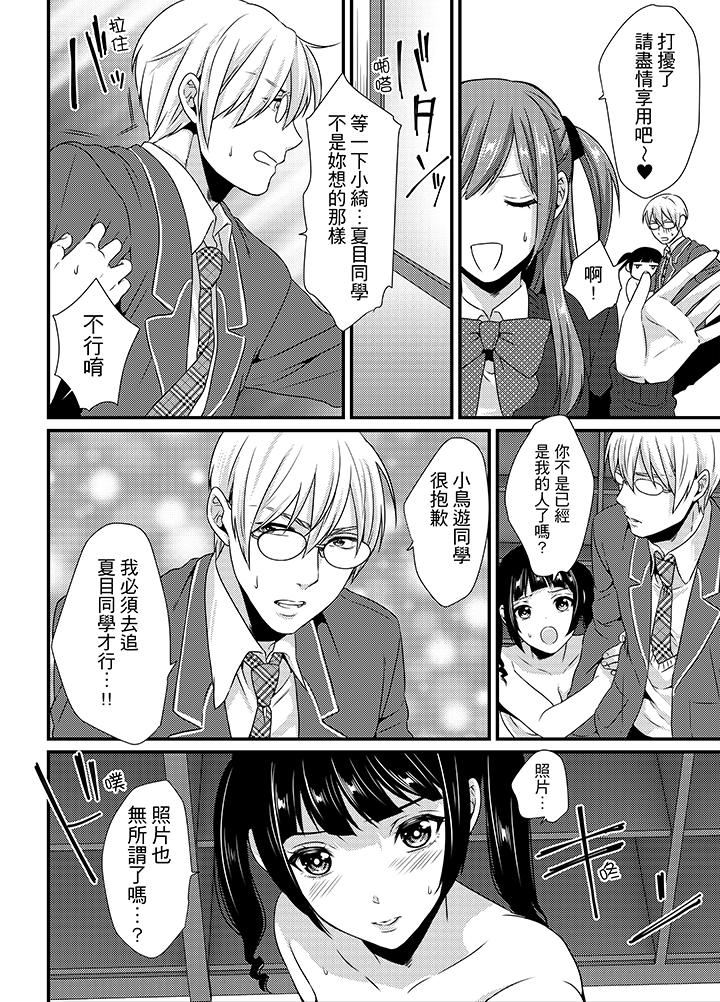 打擾了
請盡情享用吧～♥
啊！
啪嗒
バタン
等一下小綺…夏目同學
不是妳想的那樣
拉住
不行唷
你不是已經
是我的人了嗎？
小鳥遊同學
很抱歉
我必須去追
夏目同學才行…!!
照片…
噗
照片也
無所謂了嗎…？